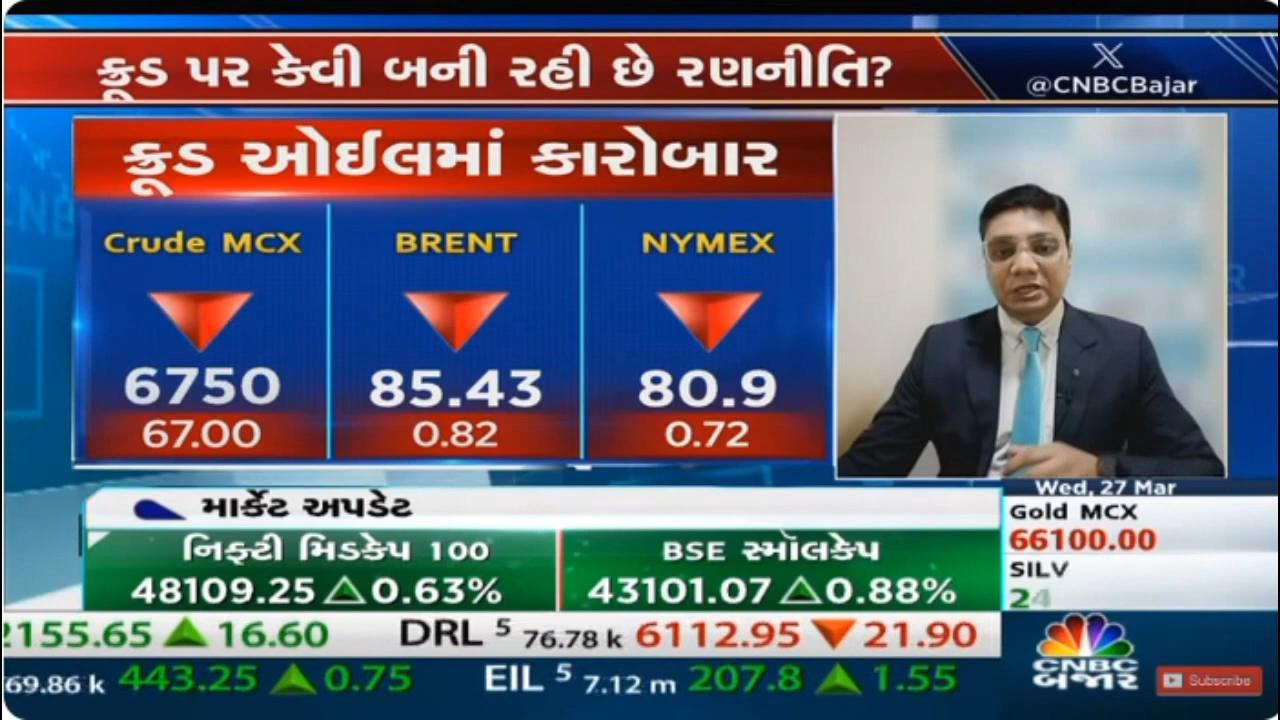 ક્રૂડ પર કેવી બની રહી છે રણનીતિ?
X
@CNBCBajar
ક્રૂડ ઓઈલમાં કારોબાર
Crude MCX BRENT NYMEX
6750 85.43 80.9
67.00 0.82 0.72
Wed, 27 Mar
માર્કેટ અપડેટ
Gold MCX
66100.00
નિફ્ટી મિડકેપ 100 BSE સ્મૉલકેપ
48109.25 0.63% 43101.07 0.88%
SILV
24
2155.65 16.60 DRL 5 76.78 k 6112.95 21.90
69.86 k 443.25 0.75 EIL 5 7.12 m 207.8 1.55
CNBC
બજાર
Subscribe